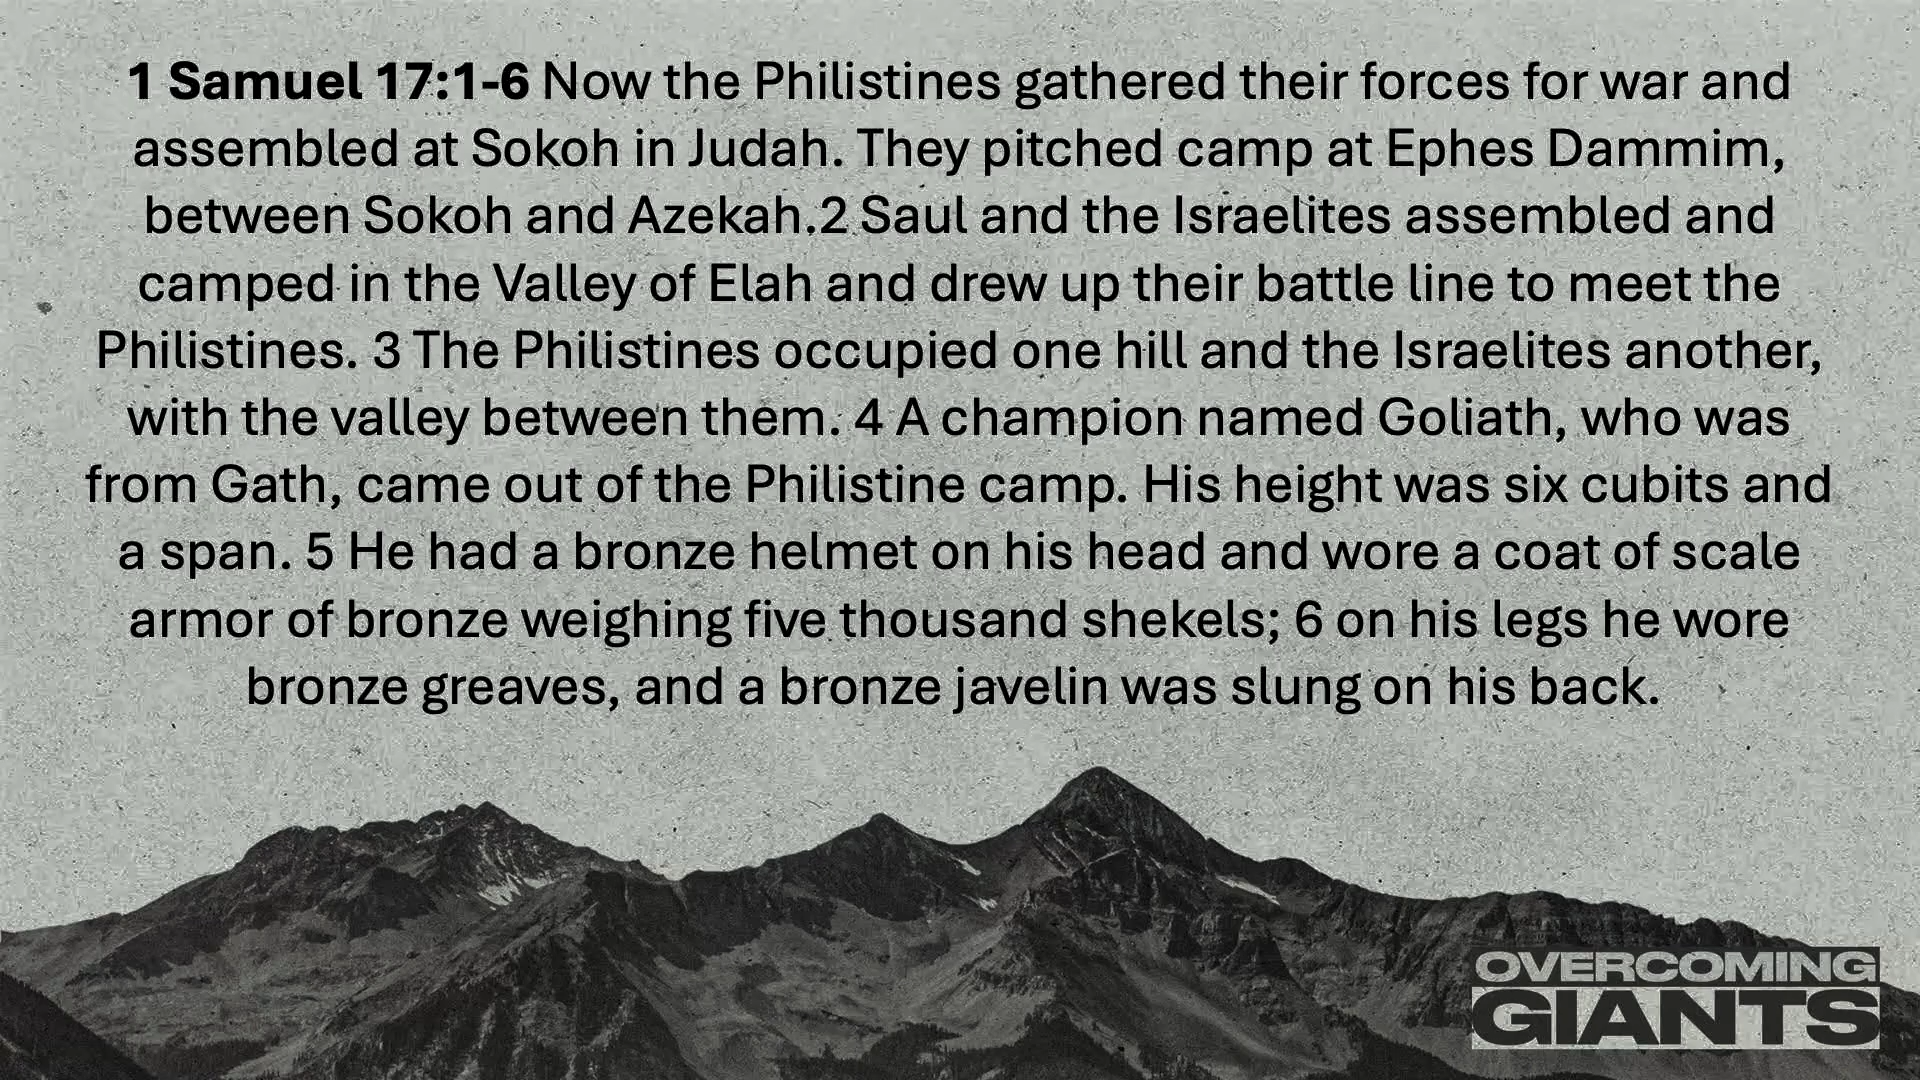 1 Samuel 17:1-6 Now the Philistines gathered their forces for war and
assembled at Sokoh in Judah. They pitched camp at Ephes Dammim,
between Sokoh and Azekah.2 Saul and the Israelites assembled and
camped in the Valley of Elah and drew up their battle line to meet the
Philistines. 3 The Philistines occupied one hill and the Israelites another,
with the valley between them. 4 A champion named Goliath, who was
from Gath, came out of the Philistine camp. His height was six cubits and
a span. 5 He had a bronze helmet on his head and wore a coat of scale
armor of bronze weighing five thousand shekels; 6 on his legs he wore
bronze greaves, and a bronze javelin was slung on his back.
OVERCOMING
GIANTS